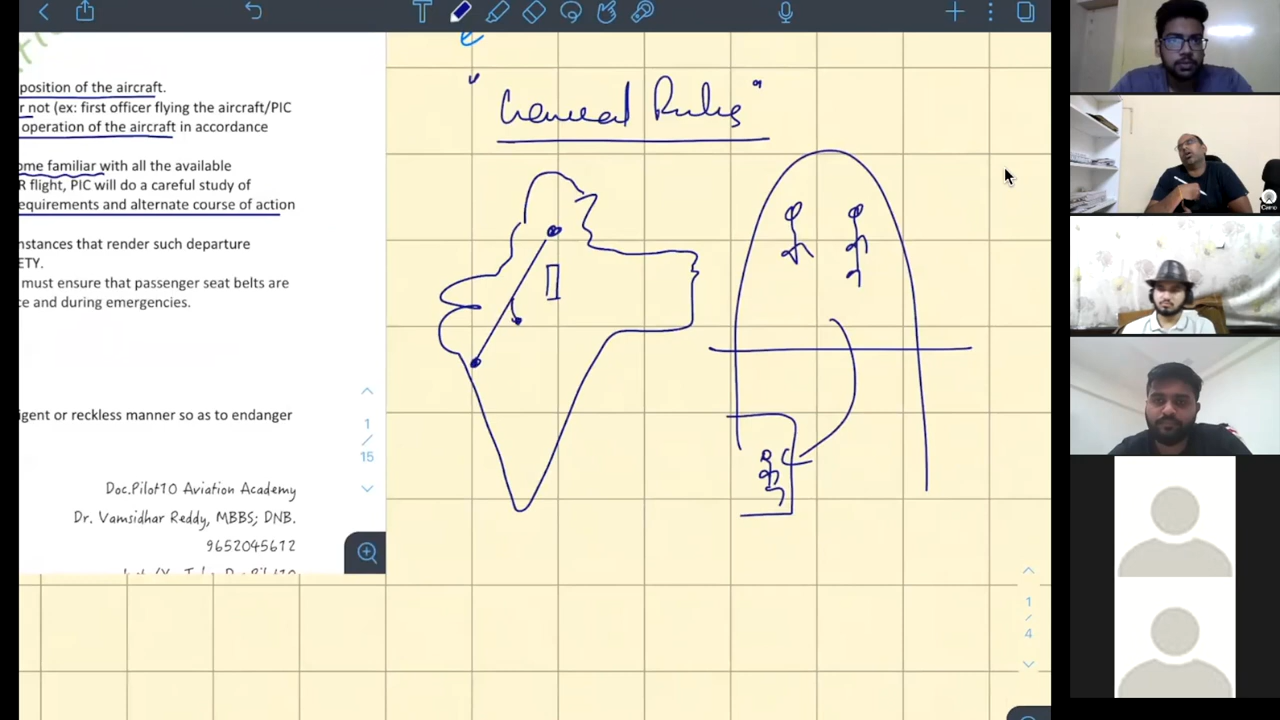 position of the aircraft.
r not (ex: first officer flying the aircraft/PIC
operation of the aircraft in accordance
ome familiar with all the available
R flight, PIC will do a careful study of
equirements and alternate course of action
nstances that render such departure
ETY.
must ensure that passenger seat belts are
ce and during emergencies.
igent or reckless manner so as to endanger
1
/
15
Doc.Pilot10 Aviation Academy
Dr. Vamsidhar Reddy, MBBS; DNB.
9652045612
"General Rules"
1
/
4